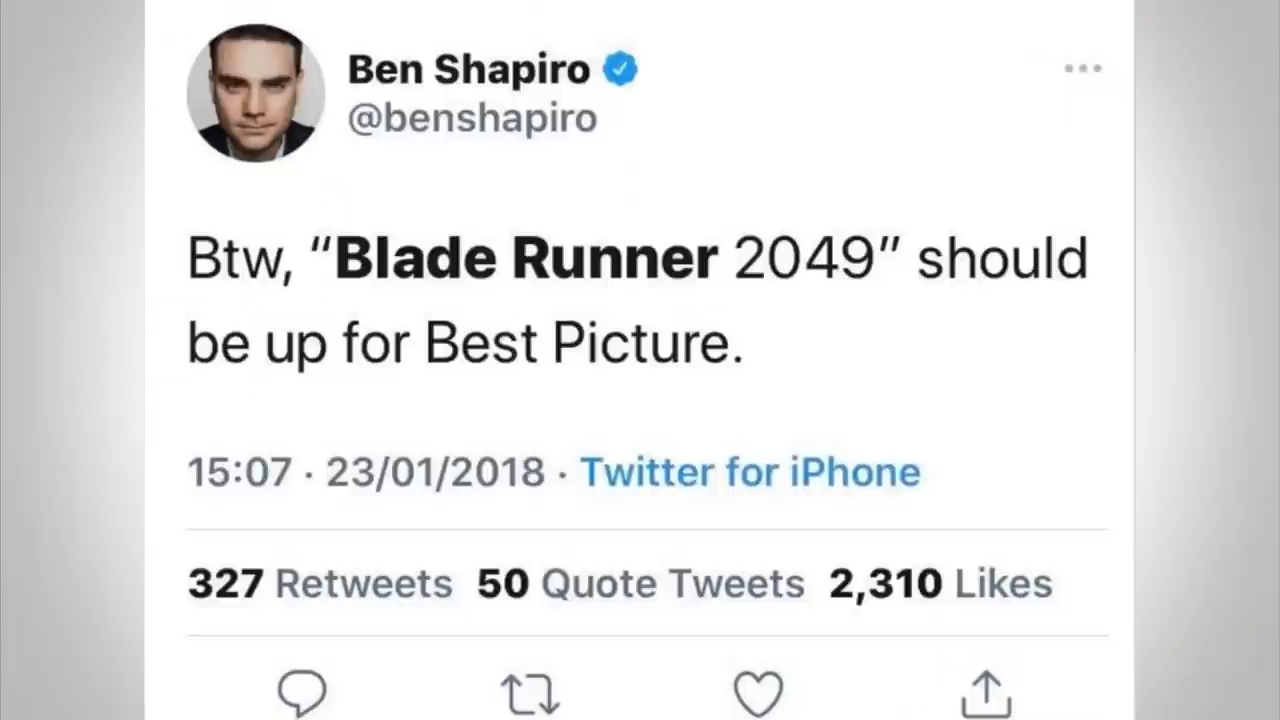 Ben Shapiro
@benshapiro
Btw, “Blade Runner 2049” should
be up for Best Picture.
15:07 · 23/01/2018 · Twitter for iPhone
327 Retweets 50 Quote Tweets 2,310 Likes